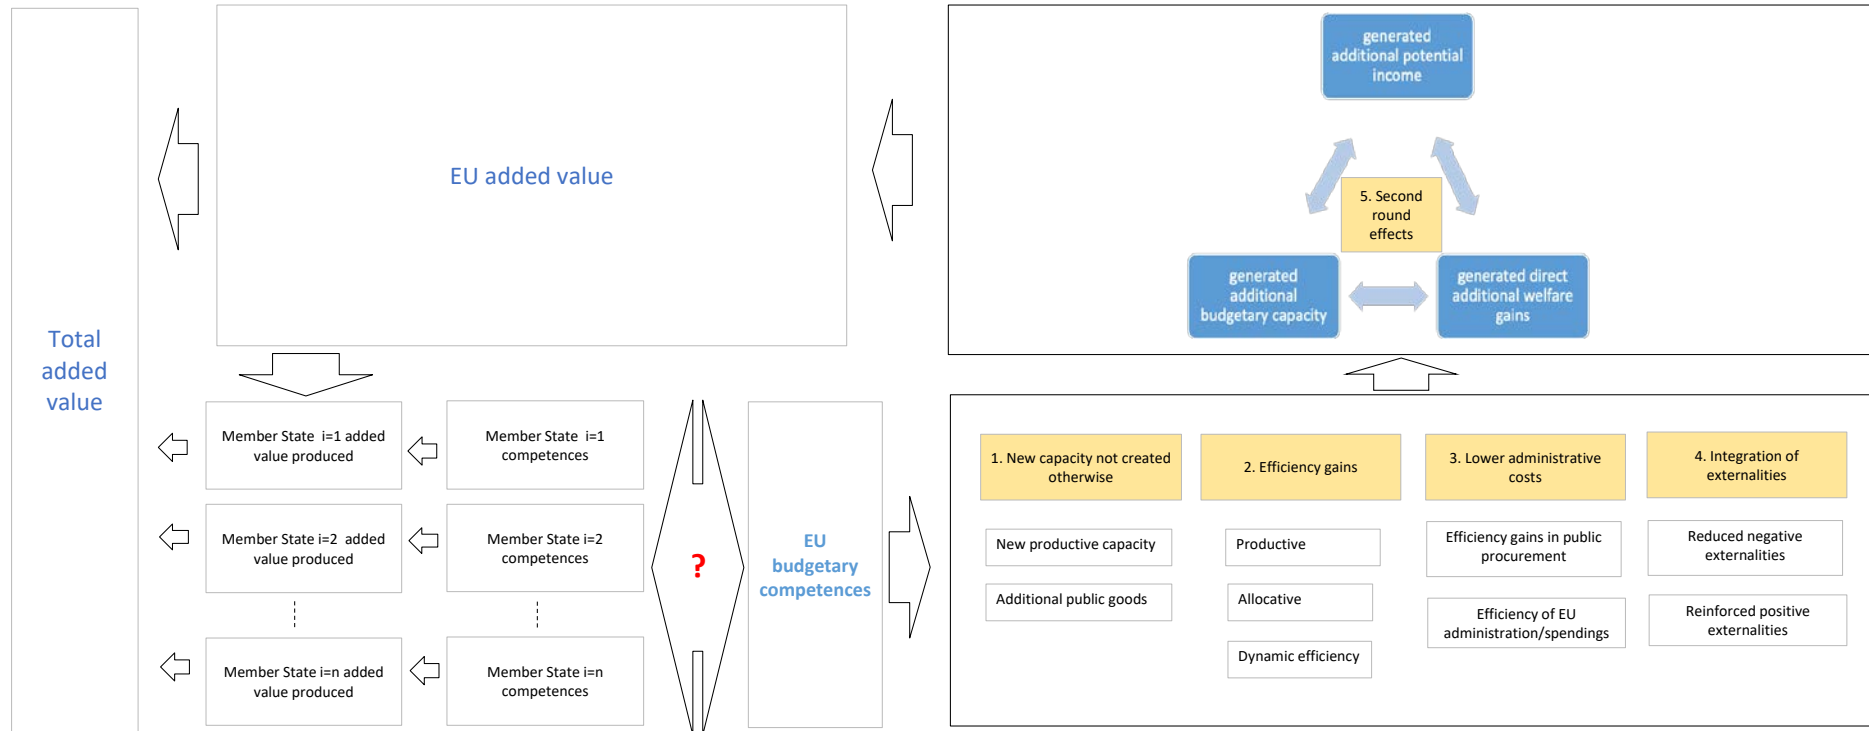 Total
added
value
EU added value
generated
additional potential
income
5. Second
round
effects
generated
additional
budgetary capacity
generated direct
additional welfare
gains
Member State i=1 added
value produced
Member State i=1
competences
Member State i=2 added
value produced
Member State i=2
competences
Member State i=n added
value produced
Member State i=n
competences
?
EU
budgetary
competences
1. New capacity not created
otherwise
New productive capacity
Additional public goods
2. Efficiency gains
Productive
Allocative
Dynamic efficiency
3. Lower administrative
costs
Efficiency gains in public
procurement
Efficiency of EU
administration/spendings
4. Integration of
externalities
Reduced negative
externalities
Reinforced positive
externalities